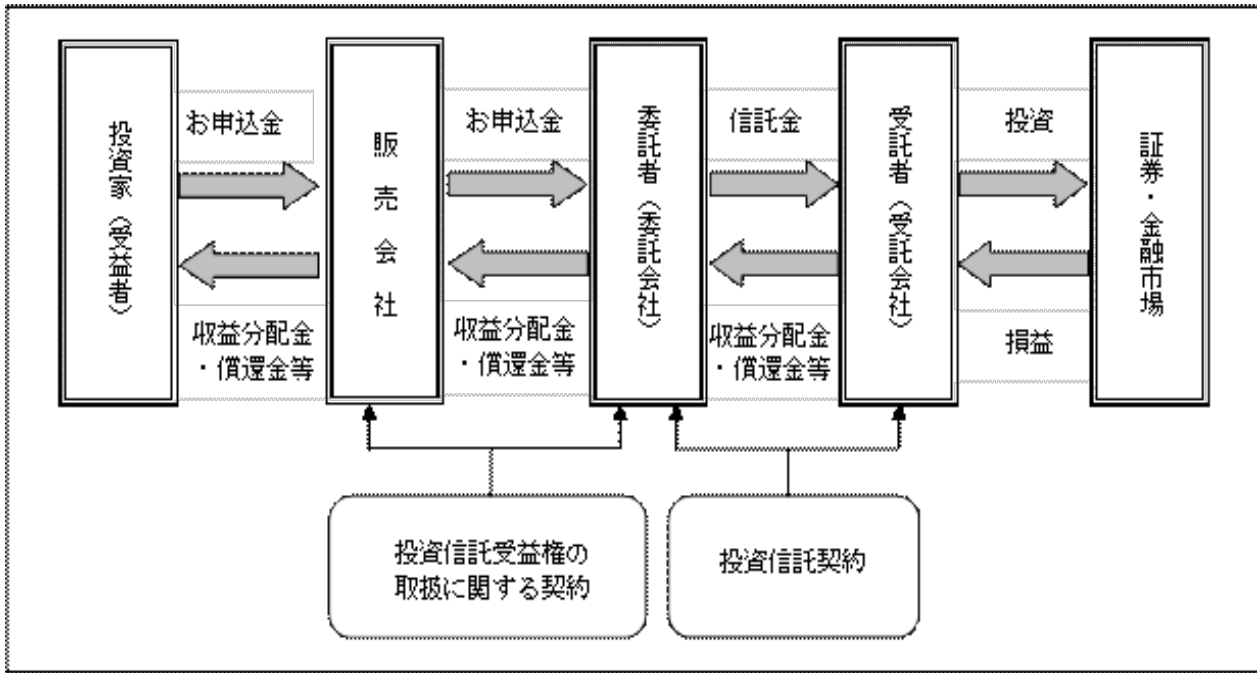 投資家（受益者）
お申込金
収益分配金
・償還金等
販売会社
お申込金
収益分配金
・償還金等
委託者（委託会社）
信託金
収益分配金
・償還金等
受託者（受託会社）
投資
損益
証券・金融市場
投資信託受益権の
取扱に関する契約
投資信託契約